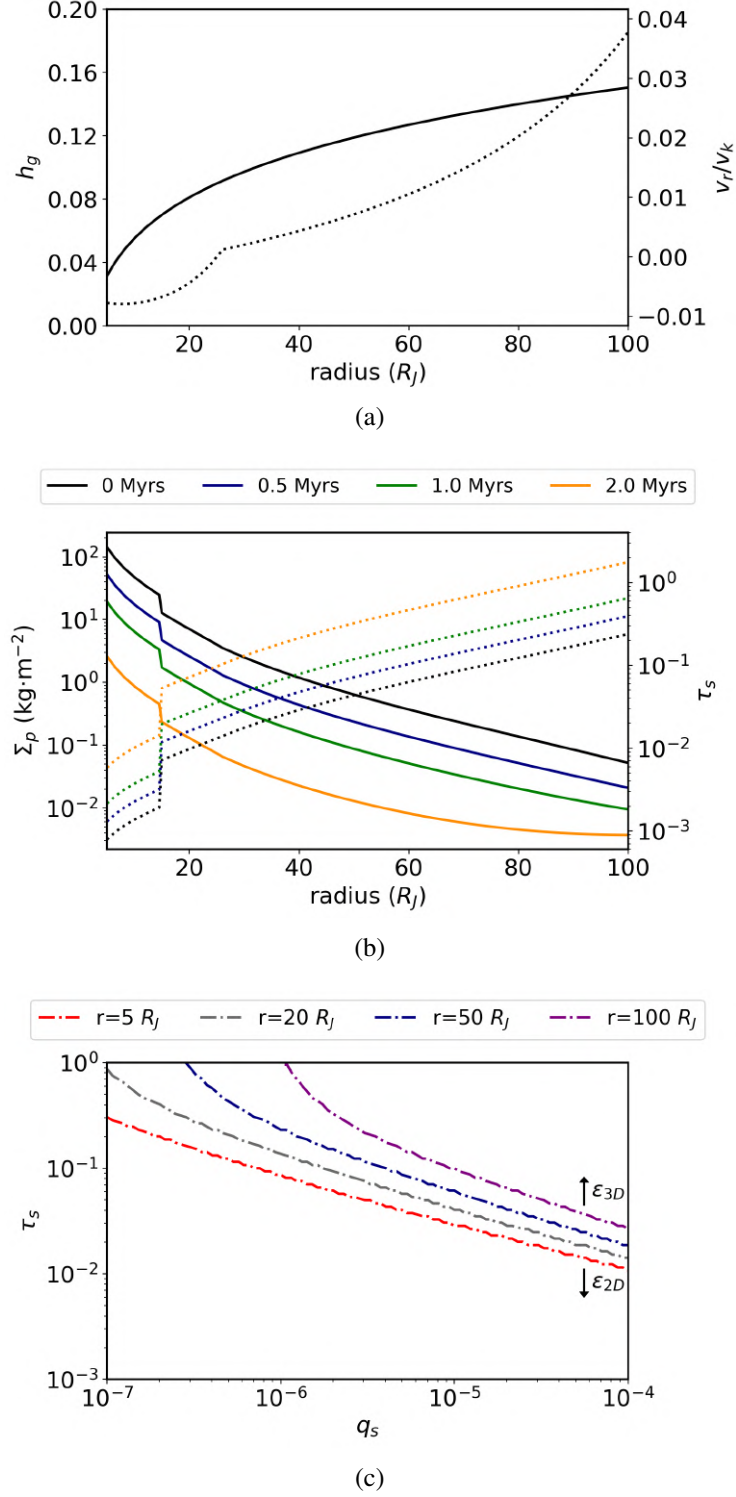 0.20
0.16
0.12
0.08
0.04
0.00
h_g
0.04
0.03
0.02
0.01
0.00
−0.01
v_r/v_k
20 40 60 80 100
radius (R_J)
(a)
0 Myrs 0.5 Myrs 1.0 Myrs 2.0 Myrs
10^2
10^1
10^0
10^−1
10^−2
Σ_p (kg·m^−2)
10^0
10^−1
10^−2
10^−3
τ_s
20 40 60 80 100
radius (R_J)
(b)
r=5 R_J r=20 R_J r=50 R_J r=100 R_J
10^0
10^−1
10^−2
10^−3
τ_s
ε_3D
ε_2D
10^−7 10^−6 10^−5 10^−4
q_s
(c)